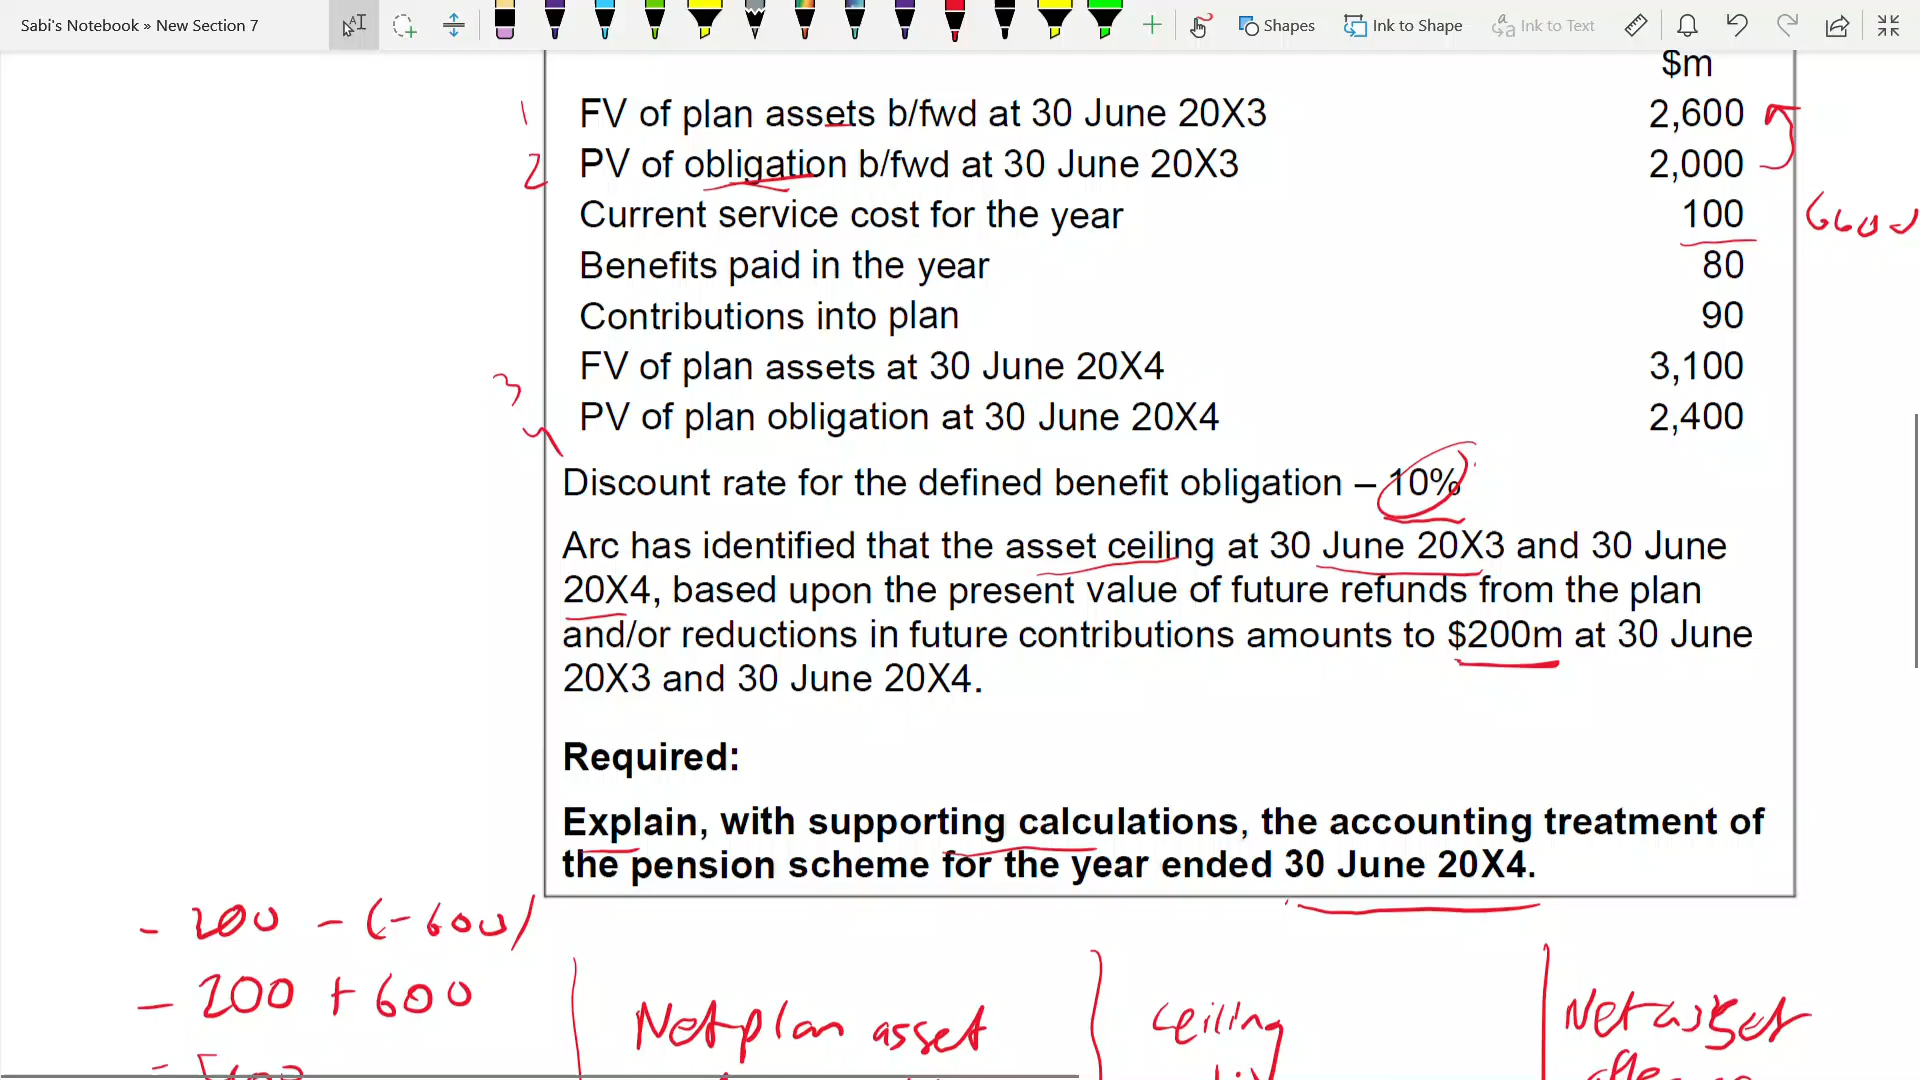 Sabi's Notebook » New Section 7
Shapes
Ink to Shape
Ink to Text
$m
1 FV of plan assets b/fwd at 30 June 20X3 2,600
2 PV of obligation b/fwd at 30 June 20X3 2,000
Current service cost for the year 100
Benefits paid in the year 80
Contributions into plan 90
FV of plan assets at 30 June 20X4 3,100
3
PV of plan obligation at 30 June 20X4 2,400
Discount rate for the defined benefit obligation – 10%
Arc has identified that the asset ceiling at 30 June 20X3 and 30 June
20X4, based upon the present value of future refunds from the plan
and/or reductions in future contributions amounts to $200m at 30 June
20X3 and 30 June 20X4.
Required:
Explain, with supporting calculations, the accounting treatment of
the pension scheme for the year ended 30 June 20X4.
- 200 - (-600)
- 200 + 600
Net plan asset
ceiling
Net asset